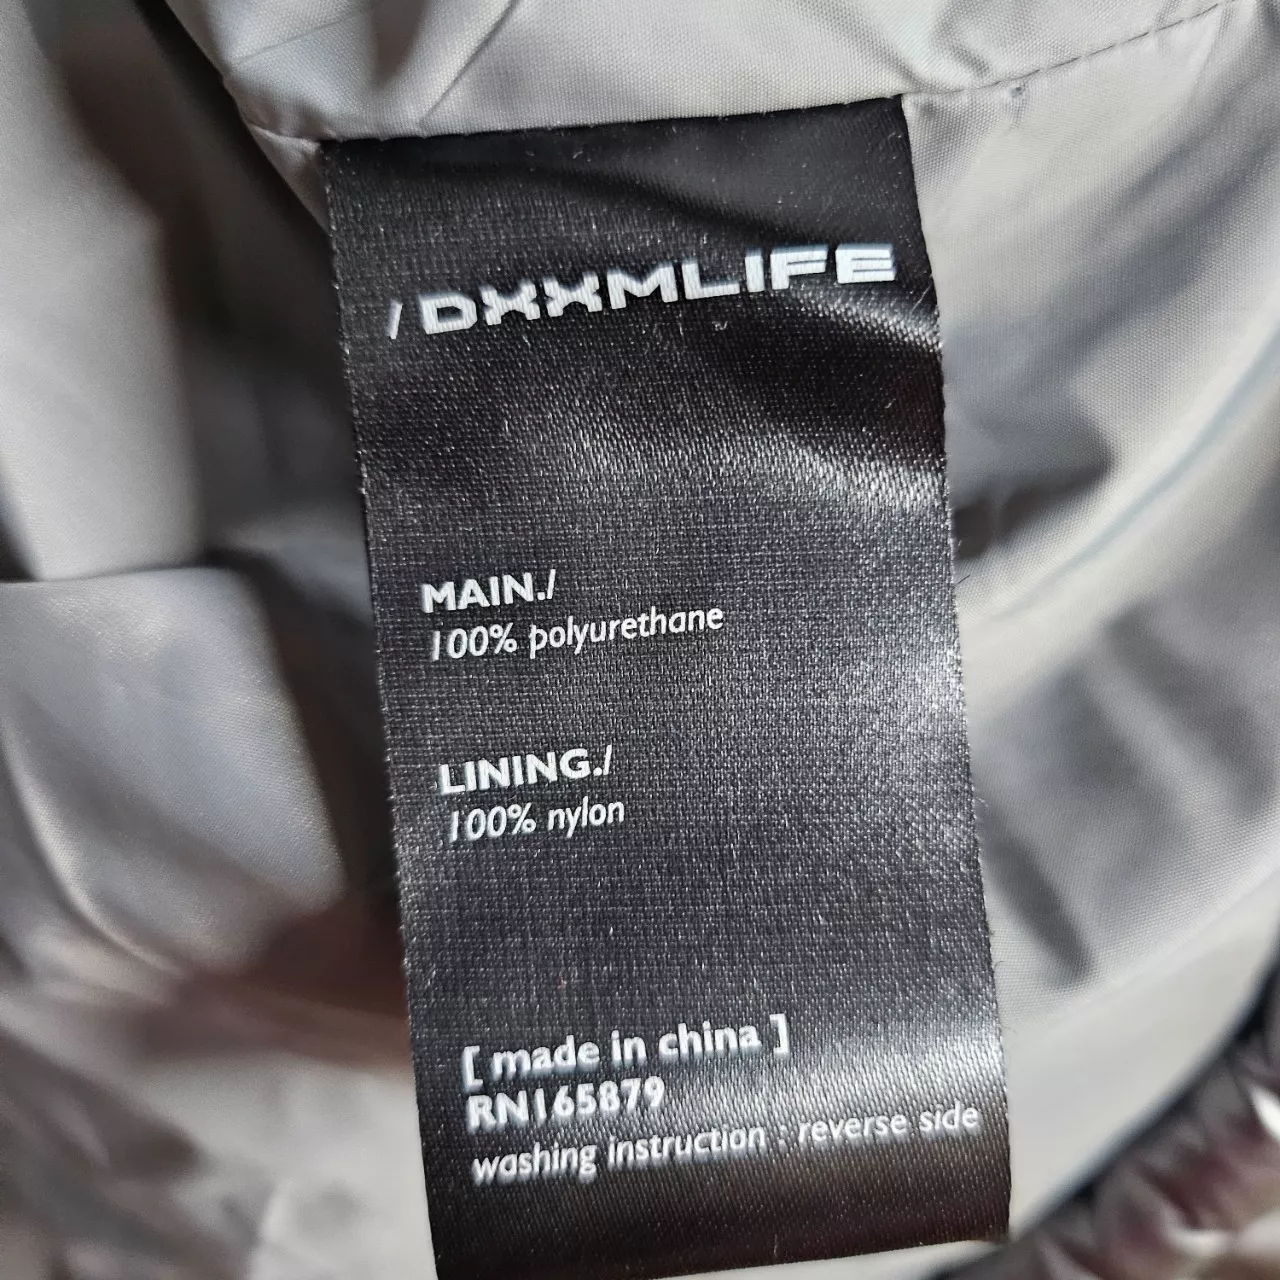 /DXXMLIFE
MAIN./
100% polyurethane
LINING./
100% nylon
[ made in china ]
RN165879
washing instruction : reverse side